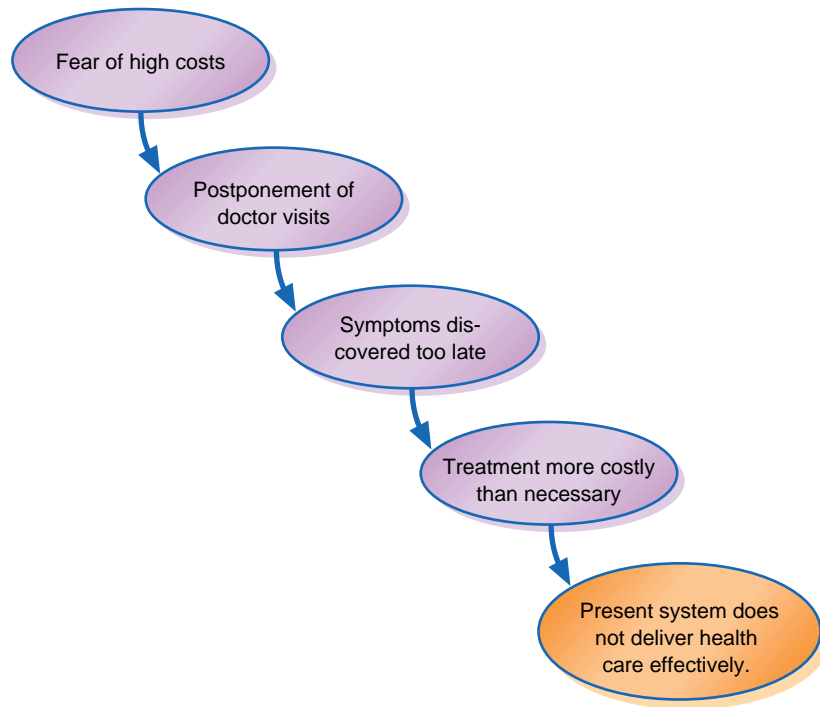 Fear of high costs
Postponement of
doctor visits
Symptoms dis-
covered too late
Treatment more costly
than necessary
Present system does
not deliver health
care effectively.